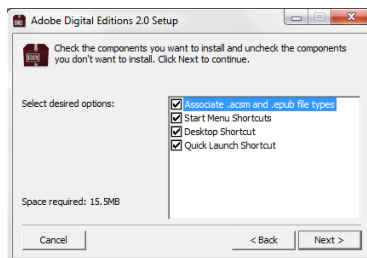 Adobe Digital Editions 2.0 Setup
Check the components you want to install and uncheck the components
you don't want to install. Click Next to continue.
Select desired options:
Associate .acsm and .epub file types
Start Menu Shortcuts
Desktop Shortcut
Quick Launch Shortcut
Space required: 15.5MB
Cancel
< Back
Next >